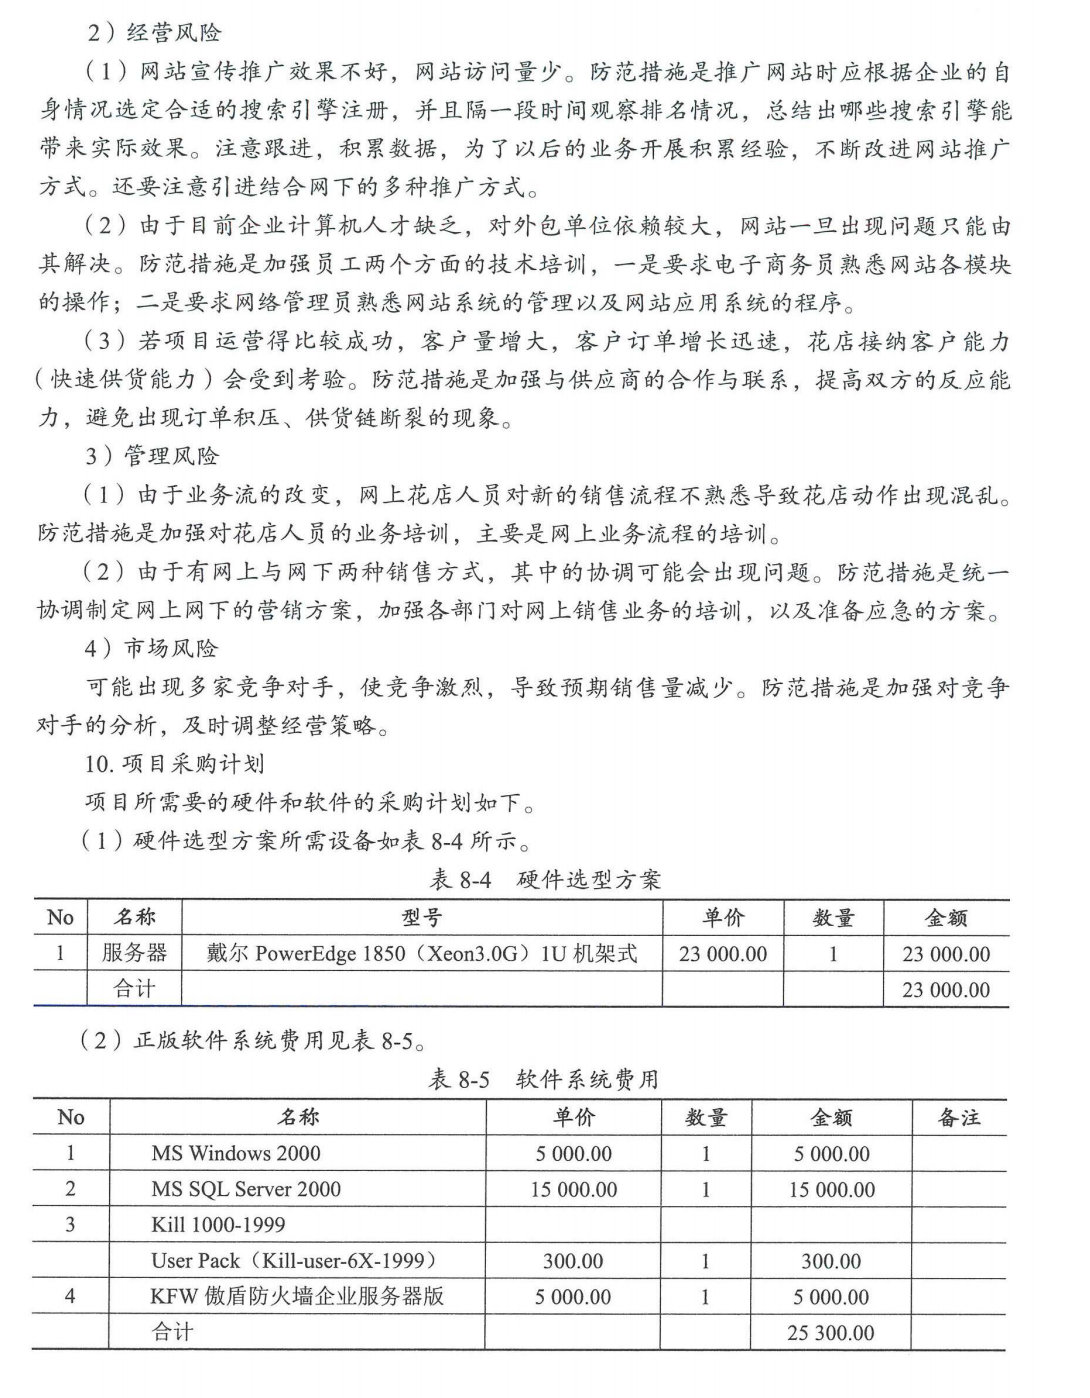 2）经营风险
（1）网站宣传推广效果不好，网站访问量少。防范措施是推广网站时应根据企业的自
身情况选定合适的搜索引擎注册，并且隔一段时间观察排名情况，总结出哪些搜索引擎能
带来实际效果。注意跟进，积累数据，为了以后的业务开展积累经验，不断改进网站推广
方式。还要注意引进结合网下的多种推广方式。
（2）由于目前企业计算机人才缺乏，对外包单位依赖较大，网站一旦出现问题只能由
其解决。防范措施是加强员工两个方面的技术培训，一是要求电子商务员熟悉网站各模块
的操作；二是要求网络管理员熟悉网站系统的管理以及网站应用系统的程序。
（3）若项目运营得比较成功，客户量增大，客户订单增长迅速，花店接纳客户能力
（快速供货能力）会受到考验。防范措施是加强与供应商的合作与联系，提高双方的反应能
力，避免出现订单积压、供货链断裂的现象。
3）管理风险
（1）由于业务流的改变，网上花店人员对新的销售流程不熟悉导致花店动作出现混乱。
防范措施是加强对花店人员的业务培训，主要是网上业务流程的培训。
（2）由于有网上与网下两种销售方式，其中的协调可能会出现问题。防范措施是统一
协调制定网上网下的营销方案，加强各部门对网上销售业务的培训，以及准备应急的方案。
4）市场风险
可能出现多家竞争对手，使竞争激烈，导致预期销售量减少。防范措施是加强对竞争
对手的分析，及时调整经营策略。
10. 项目采购计划
项目所需要的硬件和软件的采购计划如下。
（1）硬件选型方案所需设备如表 8-4 所示。
表 8-4 硬件选型方案
No 名称 型号 单价 数量 金额
1 服务器 戴尔 PowerEdge 1850（Xeon3.0G）1U 机架式 23 000.00 1 23 000.00
合计 23 000.00
（2）正版软件系统费用见表 8-5。
表 8-5 软件系统费用
No 名称 单价 数量 金额 备注
1 MS Windows 2000 5 000.00 1 5 000.00
2 MS SQL Server 2000 15 000.00 1 15 000.00
3 Kill 1000-1999
User Pack（Kill-user-6X-1999） 300.00 1 300.00
4 KFW 傲盾防火墙企业服务器版 5 000.00 1 5 000.00
合计 25 300.00